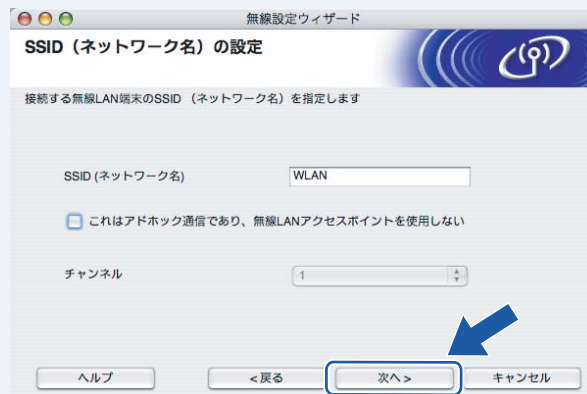 無線設定ウィザード
SSID（ネットワーク名）の設定
接続する無線LAN端末のSSID （ネットワーク名）を指定します
SSID (ネットワーク名)
WLAN
これはアドホック通信であり、無線LANアクセスポイントを使用しない
チャンネル
1
ヘルプ
<戻る
次へ >
キャンセル